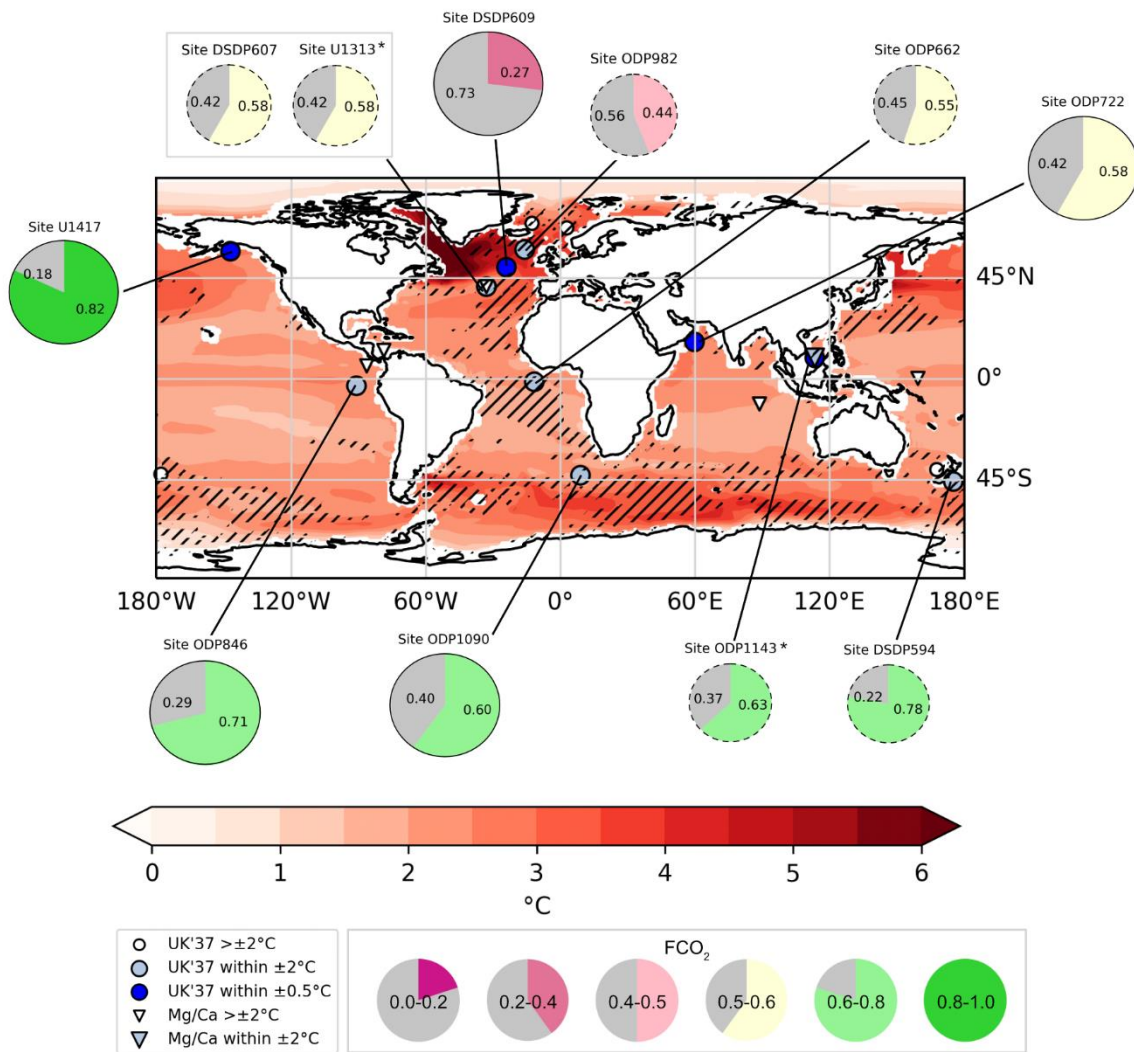 Site DSDP607
0.42
0.58
Site U1313*
0.42
0.58
Site DSDP609
0.27
0.73
Site ODP982
0.56
0.44
Site ODP662
0.45
0.55
Site ODP722
0.42
0.58
Site U1417
0.18
0.82
45°N
0°
45°S
180°W
120°W
60°W
0°
60°E
120°E
180°E
Site ODP846
0.29
0.71
Site ODP1090
0.40
0.60
Site ODP1143*
0.37
0.63
Site DSDP594
0.22
0.78
0
1
2
3
4
5
6
°C
UK'37 >±2°C
UK'37 within ±2°C
UK'37 within ±0.5°C
Mg/Ca >±2°C
Mg/Ca within ±2°C
FCO₂
0.0-0.2
0.2-0.4
0.4-0.5
0.5-0.6
0.6-0.8
0.8-1.0